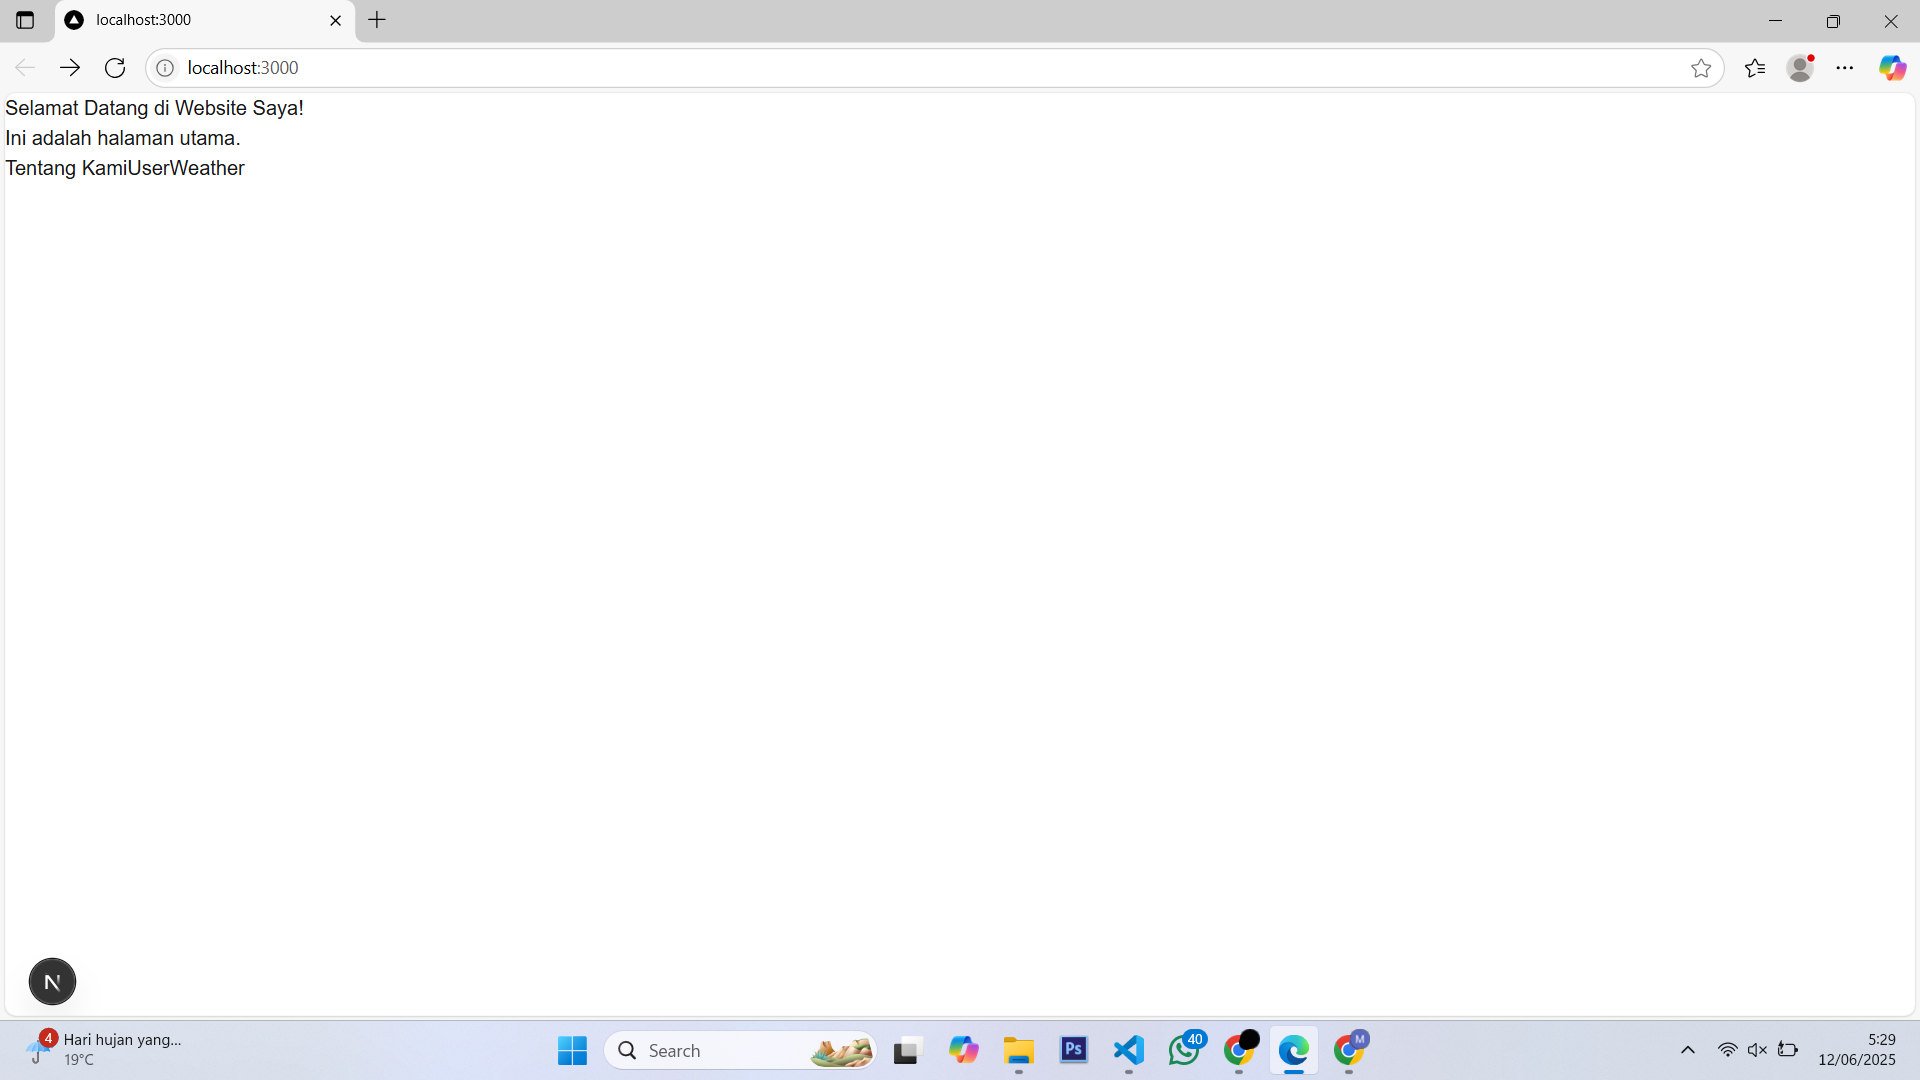 localhost:3000
localhost:3000
Selamat Datang di Website Saya!
Ini adalah halaman utama.
Tentang KamiUserWeather
N
4
Hari hujan yang...
19°C
Search
Ps
40
M
5:29
12/06/2025